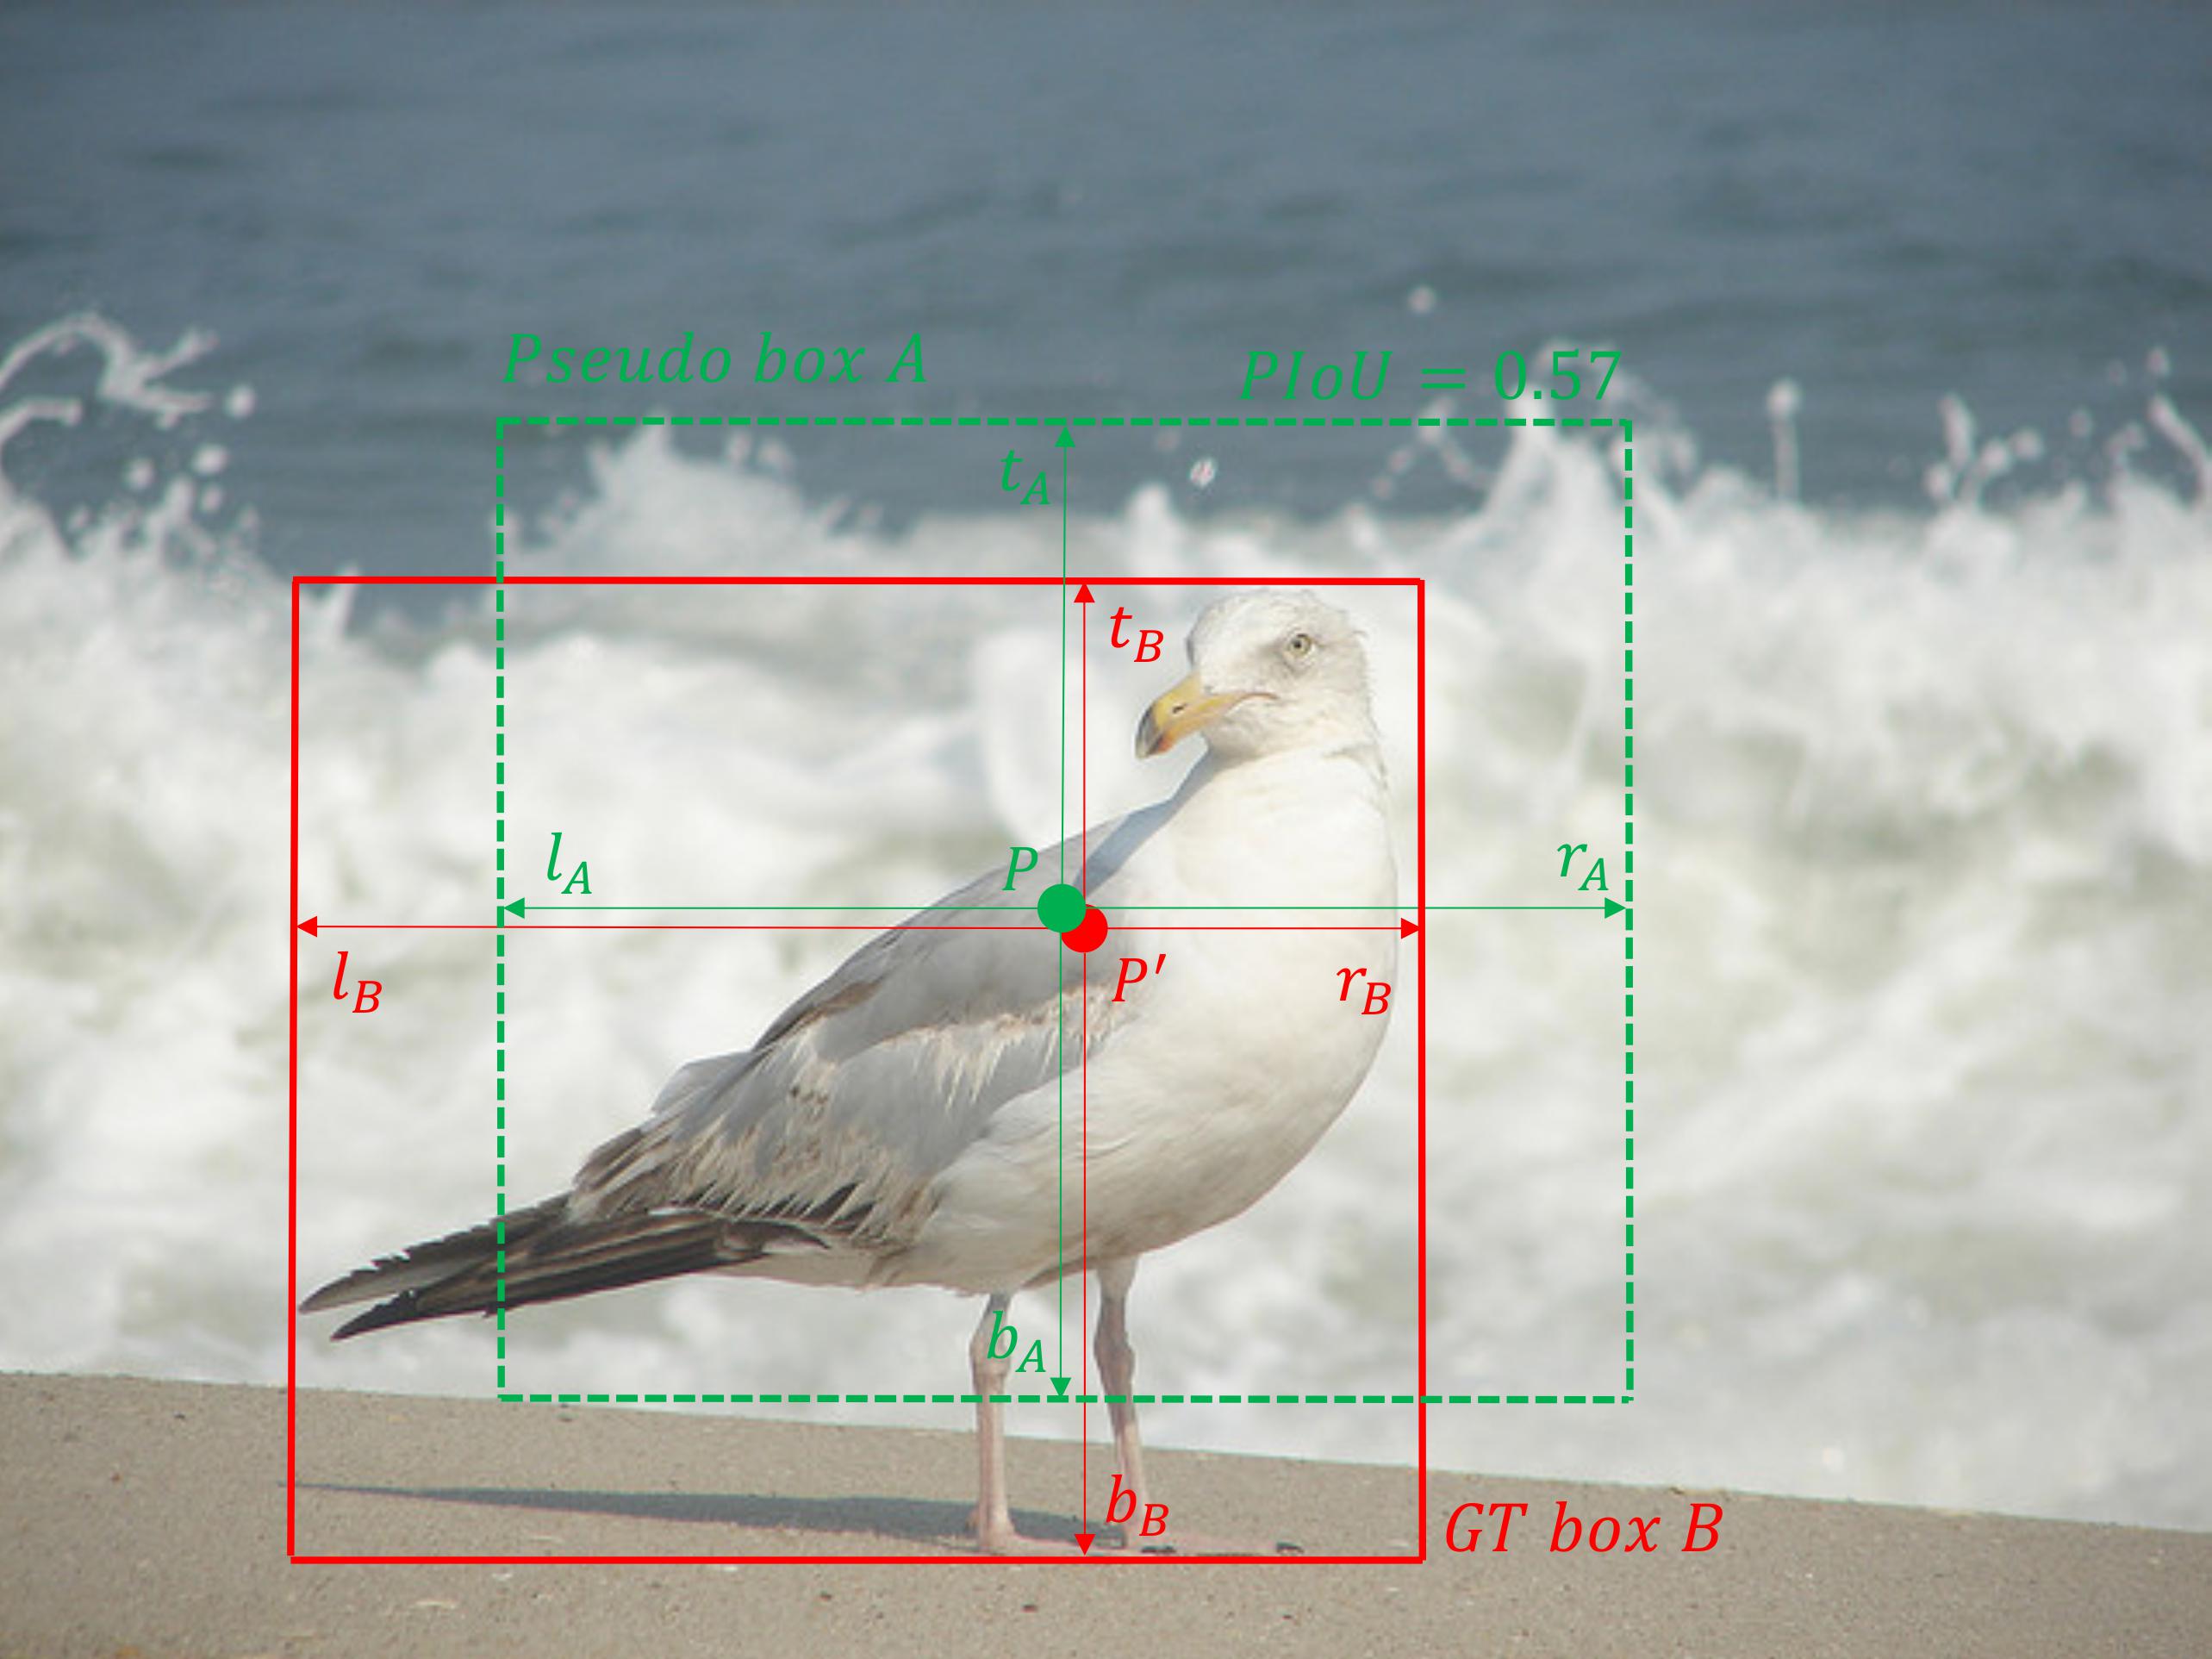 Pseudo box A
PIoU = 0.57
t_A
t_B
l_A
P
r_A
l_B
P′
r_B
b_A
b_B
GT box B